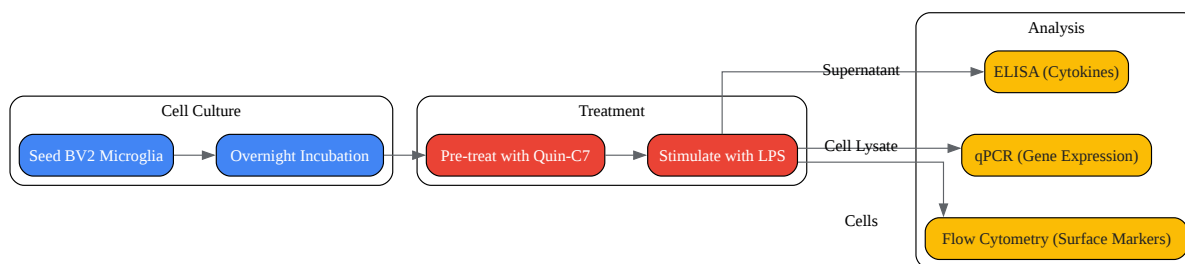 Cell Culture
Seed BV2 Microglia
Overnight Incubation
Treatment
Pre-treat with Quin-C7
Stimulate with LPS
Supernatant
Cell Lysate
Cells
Analysis
ELISA (Cytokines)
qPCR (Gene Expression)
Flow Cytometry (Surface Markers)